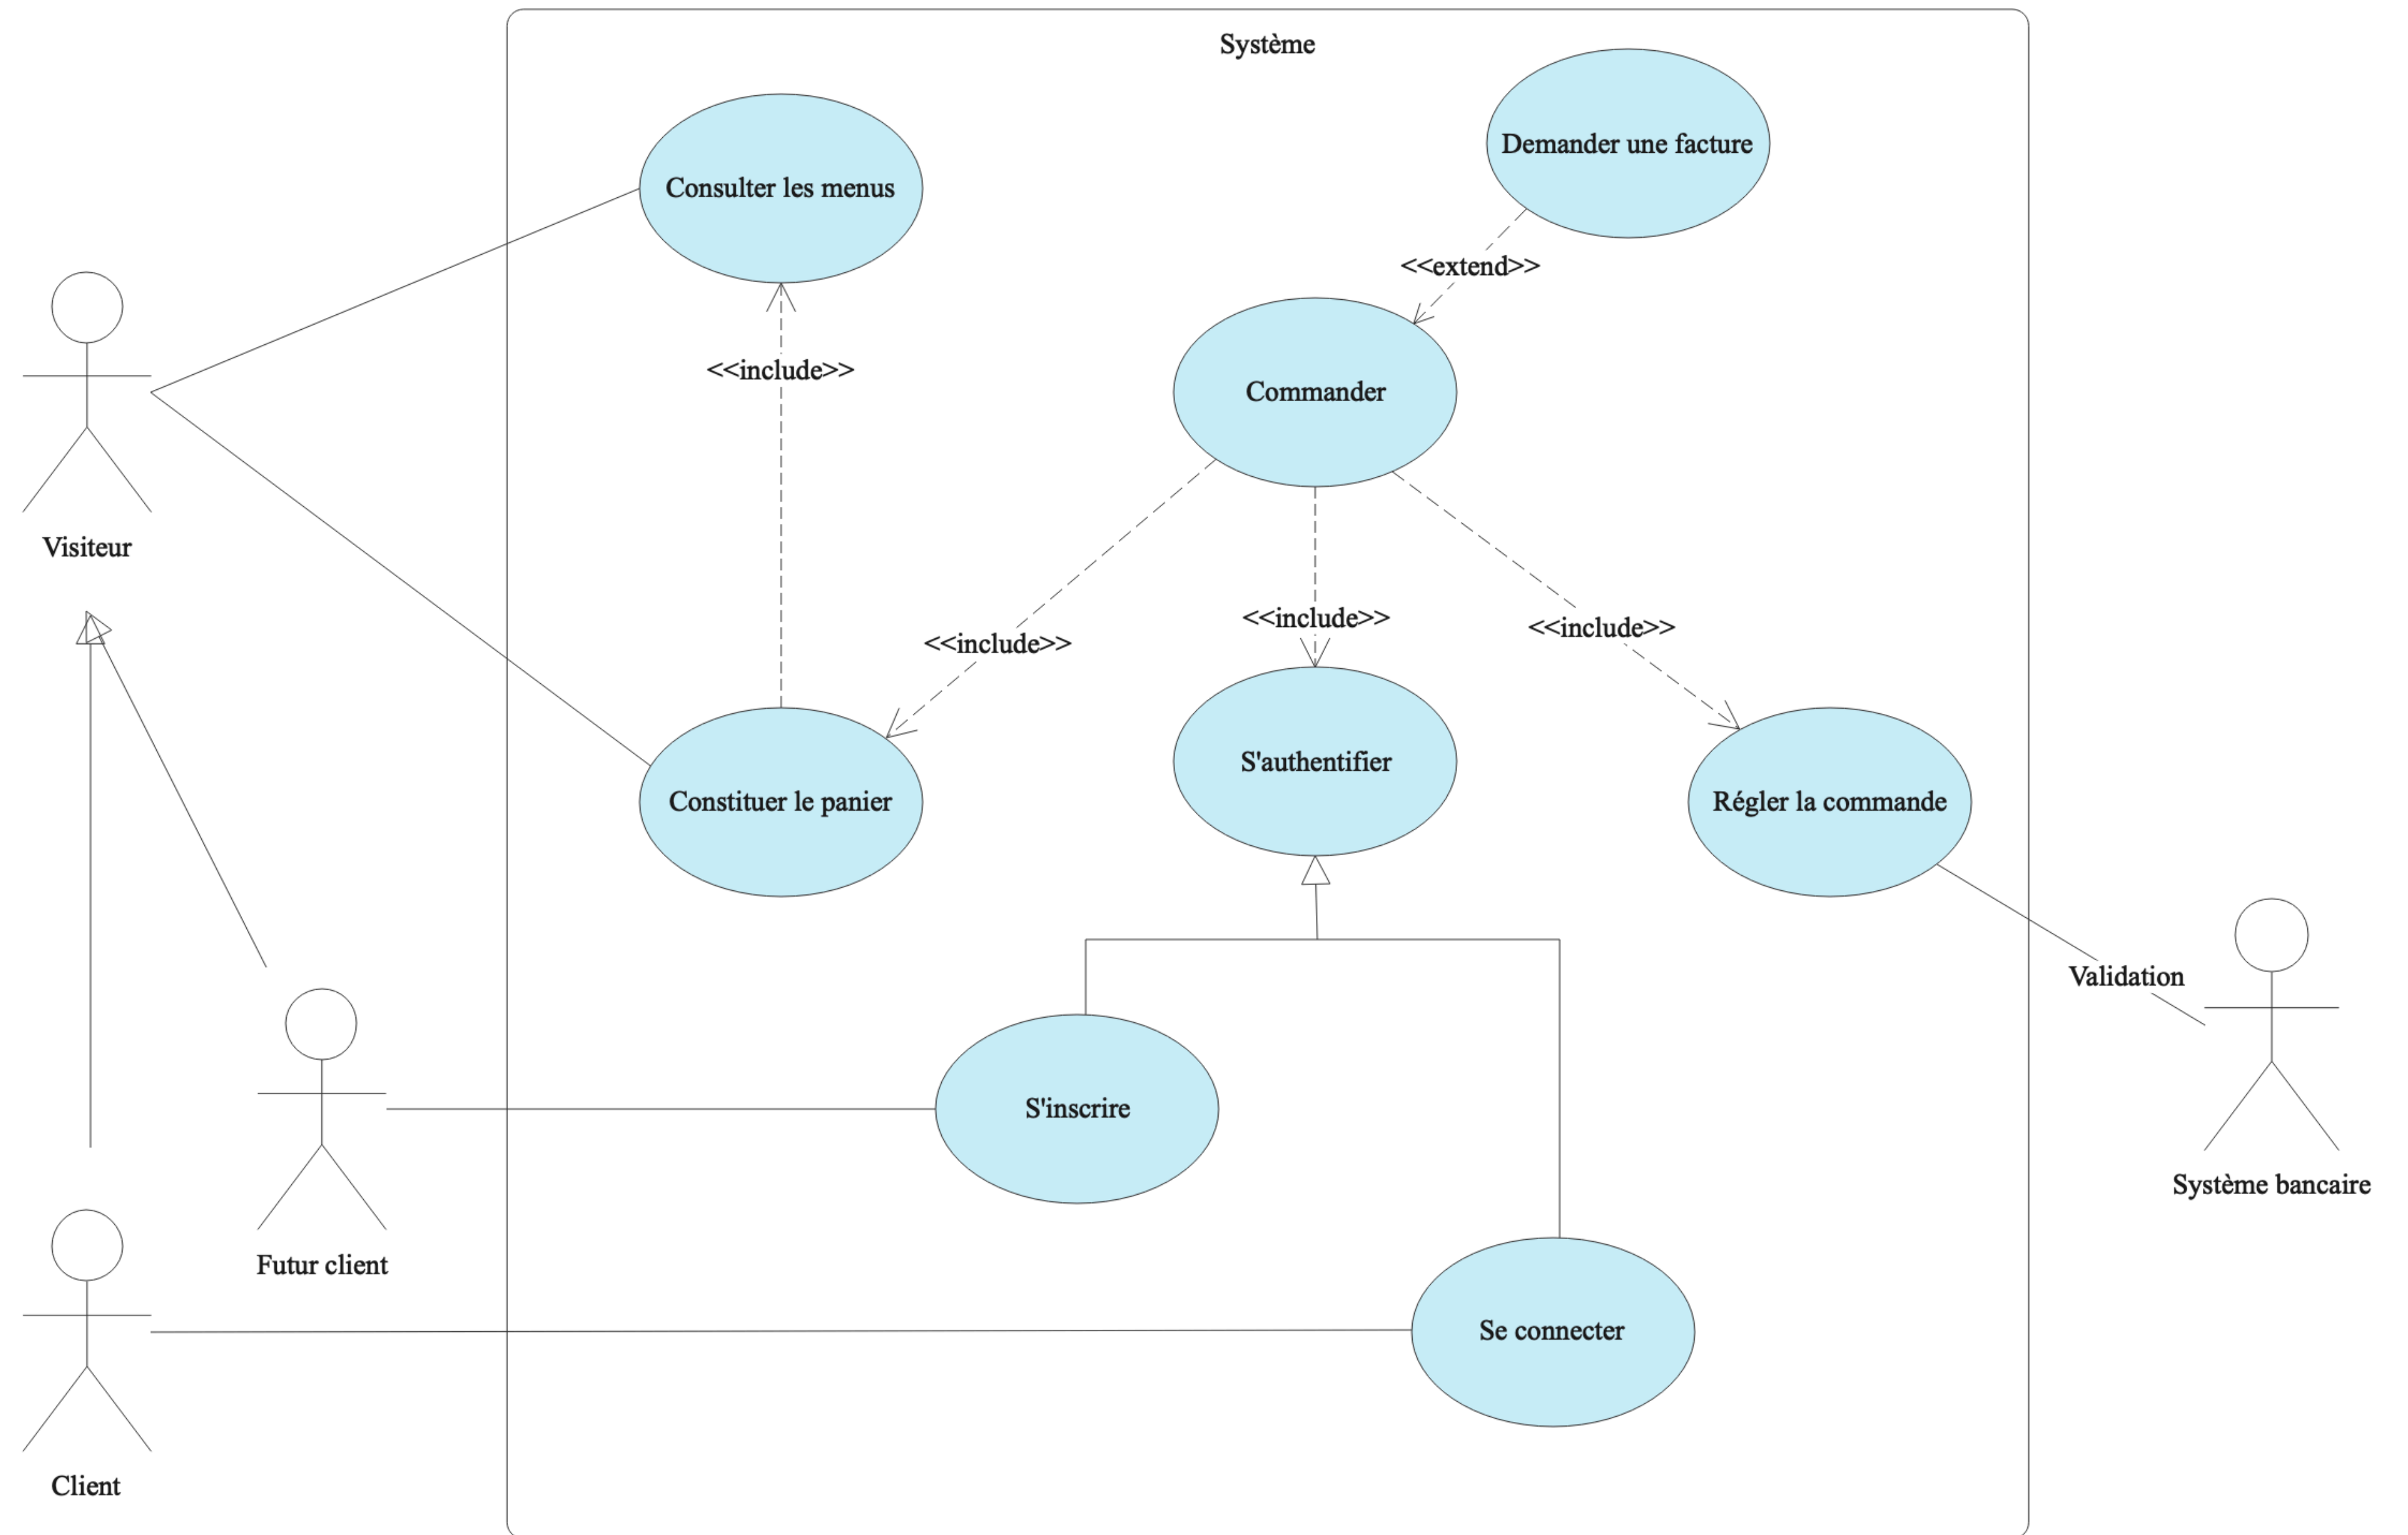 Système
Demander une facture
Consulter les menus
<<extend>>
<<include>>
Commander
Visiteur
<<include>>
<<include>>
<<include>>
S'authentifier
Constituer le panier
Régler la commande
Validation
S'inscrire
Système bancaire
Futur client
Se connecter
Client